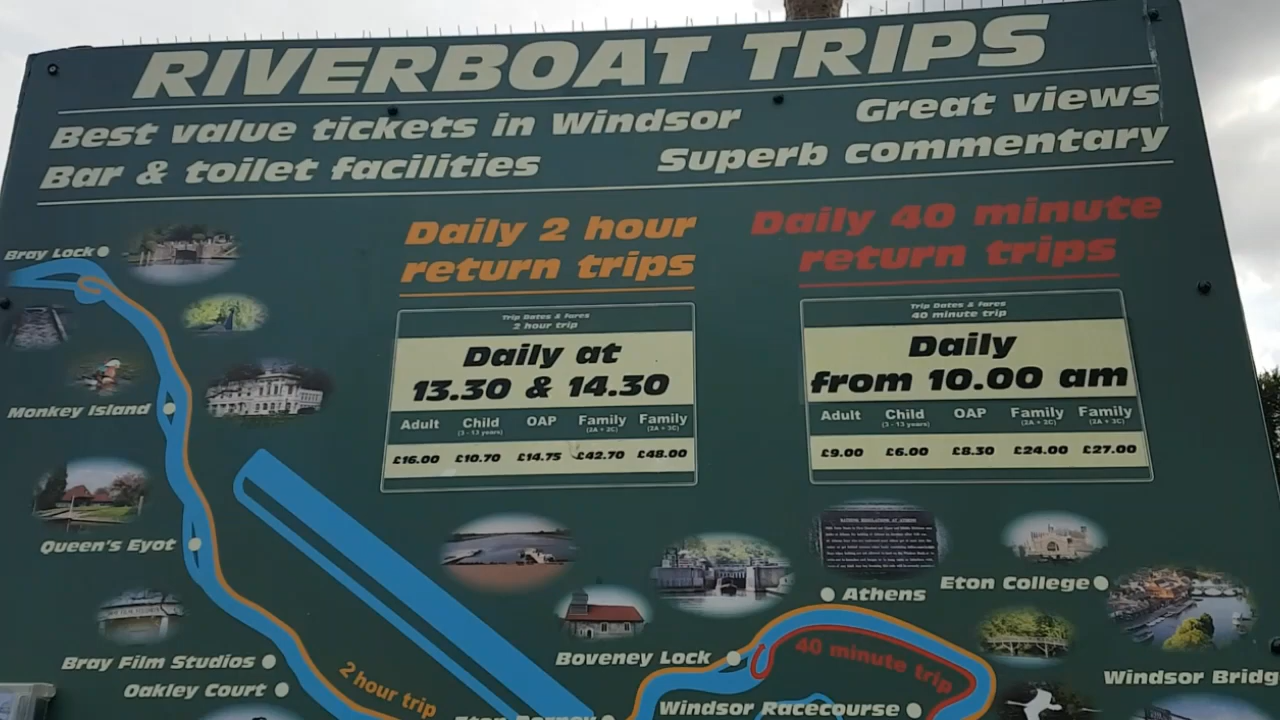 RIVERBOAT TRIPS
Best value tickets in Windsor
Great views
Bar & toilet facilities
Superb commentary
Daily 2 hour
return trips
Daily 40 minute
return trips
Trip Dates & Fares
2 hour trip
Daily at
13.30 & 14.30
Adult Child OAP Family Family
(3 - 13 years) (2A + 2C) (2A + 3C)
£16.00 £10.70 £14.75 £42.70 £48.00
Trip Dates & Fares
40 minute trip
Daily
from 10.00 am
Adult Child OAP Family Family
(3 - 13 years) (2A + 2C) (2A + 3C)
£9.00 £6.00 £8.30 £24.00 £27.00
Bray Lock
Monkey Island
Queen's Eyot
Bray Film Studios
Oakley Court
2 hour trip
Boveney Lock
Athens
Eton College
40 minute trip
Windsor Bridg
Windsor Racecourse